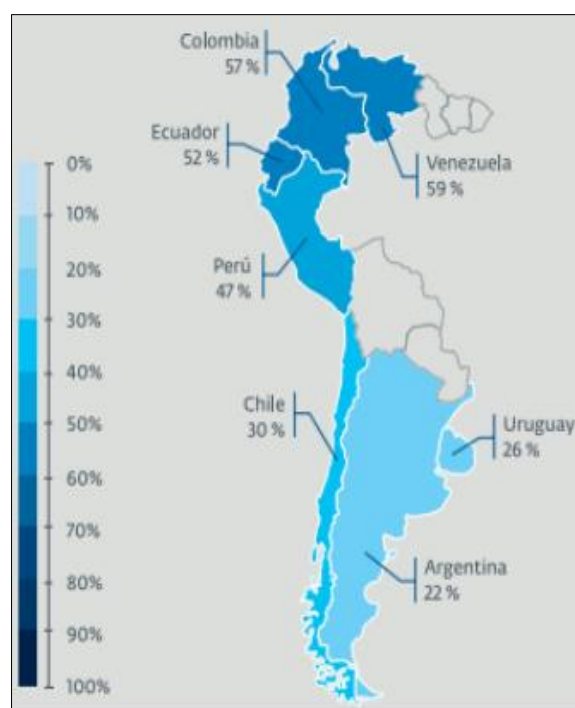 Colombia
57 %
Ecuador
52 %
Venezuela
59 %
Perú
47 %
Chile
30 %
Uruguay
26 %
Argentina
22 %
0%
10%
20%
30%
40%
50%
60%
70%
80%
90%
100%